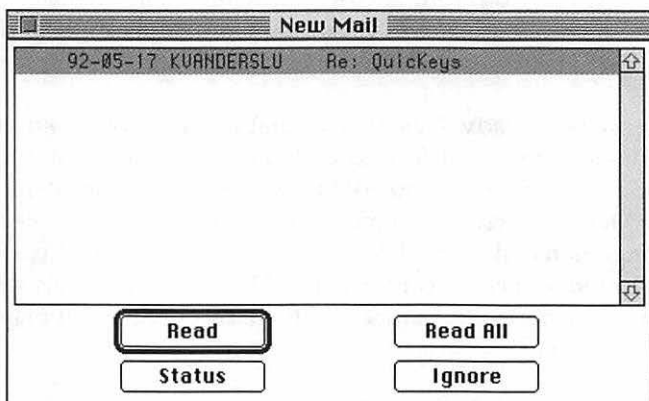 New Mail
92-05-17 KVANDERSLU Re: QuicKeys
Read
Read All
Status
Ignore